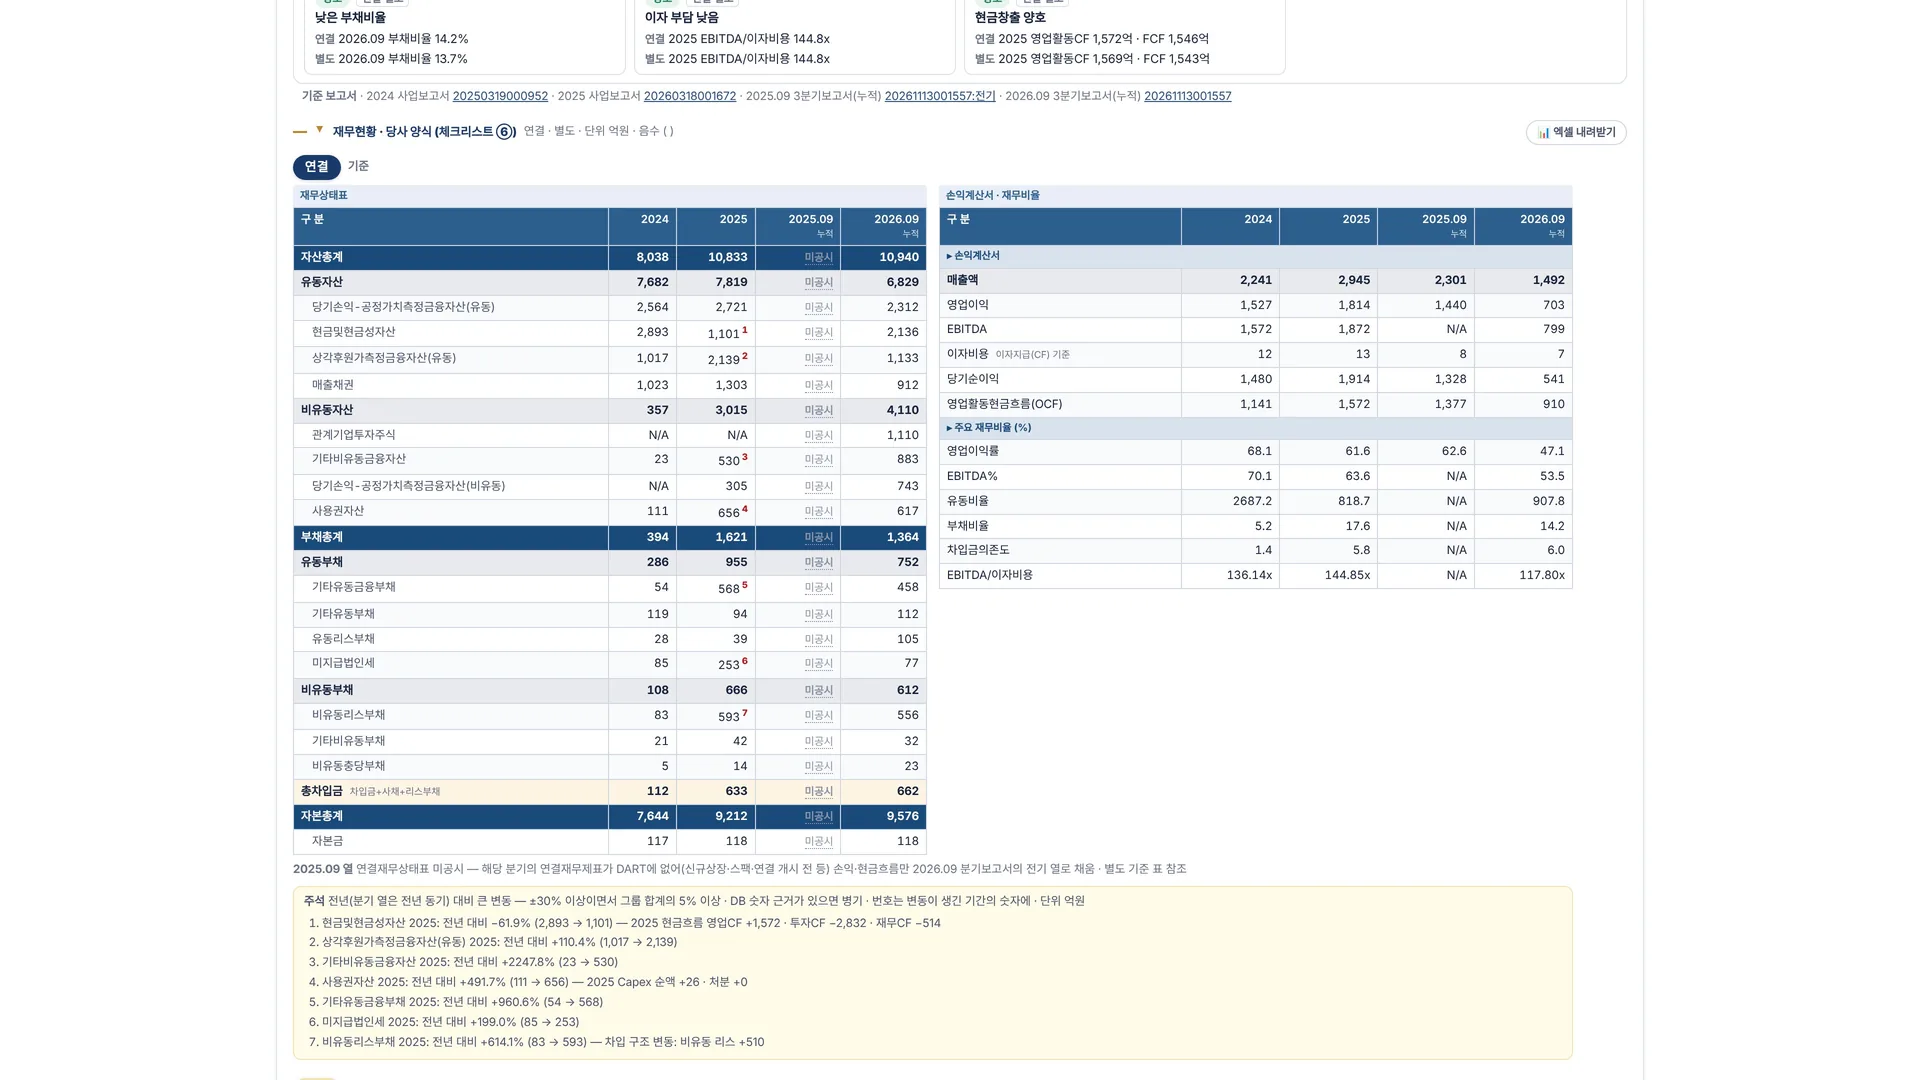 낮은 부채비율
연결 2026.09 부채비율 14.2%
별도 2026.09 부채비율 13.7%
이자 부담 낮음
연결 2025 EBITDA/이자비용 144.8x
별도 2025 EBITDA/이자비용 144.8x
현금창출 양호
연결 2025 영업활동CF 1,572억 · FCF 1,546억
별도 2025 영업활동CF 1,569억 · FCF 1,543억
기준 보고서 · 2024 사업보고서 20250319000952 · 2025 사업보고서 20260318001672 · 2025.09 3분기보고서(누적) 20261113001557:전기 · 2026.09 3분기보고서(누적) 20261113001557
— ▼ 재무현황 · 당사 양식 (체크리스트 ⑥) 연결 · 별도 · 단위 억원 · 음수 ( )
📊 엑셀 내려받기
연결 기준
재무상태표
구 분 2024 2025 2025.09 누적 2026.09 누적
자산총계 8,038 10,833 미공시 10,940
유동자산 7,682 7,819 미공시 6,829
당기손익-공정가치측정금융자산(유동) 2,564 2,721 미공시 2,312
현금및현금성자산 2,893 1,101 1 미공시 2,136
상각후원가측정금융자산(유동) 1,017 2,139 2 미공시 1,133
매출채권 1,023 1,303 미공시 912
비유동자산 357 3,015 미공시 4,110
관계기업투자주식 N/A N/A 미공시 1,110
기타비유동금융자산 23 530 3 미공시 883
당기손익-공정가치측정금융자산(비유동) N/A 305 미공시 743
사용권자산 111 656 4 미공시 617
부채총계 394 1,621 미공시 1,364
유동부채 286 955 미공시 752
기타유동금융부채 54 568 5 미공시 458
기타유동부채 119 94 미공시 112
유동리스부채 28 39 미공시 105
미지급법인세 85 253 6 미공시 77
비유동부채 108 666 미공시 612
비유동리스부채 83 593 7 미공시 556
기타비유동부채 21 42 미공시 32
비유동충당부채 5 14 미공시 23
총차입금 차입금+사채+리스부채 112 633 미공시 662
자본총계 7,644 9,212 미공시 9,576
자본금 117 118 미공시 118
손익계산서 · 재무비율
구 분 2024 2025 2025.09 누적 2026.09 누적
▸ 손익계산서
매출액 2,241 2,945 2,301 1,492
영업이익 1,527 1,814 1,440 703
EBITDA 1,572 1,872 N/A 799
이자비용 이자지급(CF) 기준 12 13 8 7
당기순이익 1,480 1,914 1,328 541
영업활동현금흐름(OCF) 1,141 1,572 1,377 910
▸ 주요 재무비율 (%)
영업이익률 68.1 61.6 62.6 47.1
EBITDA% 70.1 63.6 N/A 53.5
유동비율 2687.2 818.7 N/A 907.8
부채비율 5.2 17.6 N/A 14.2
차입금의존도 1.4 5.8 N/A 6.0
EBITDA/이자비용 136.14x 144.85x N/A 117.80x
2025.09 열 연결재무상태표 미공시 — 해당 분기의 연결재무제표가 DART에 없어(신규상장·스팩·연결 개시 전 등) 손익·현금흐름만 2026.09 분기보고서의 전기 열로 채움 · 별도 기준 표 참조
주석 전년(분기 열은 전년 동기) 대비 큰 변동 — ±30% 이상이면서 그룹 합계의 5% 이상 · DB 숫자 근거가 있으면 병기 · 번호는 변동이 생긴 기간의 숫자에 · 단위 억원
1. 현금및현금성자산 2025: 전년 대비 −61.9% (2,893 → 1,101) — 2025 현금흐름 영업CF +1,572 · 투자CF −2,832 · 재무CF −514
2. 상각후원가측정금융자산(유동) 2025: 전년 대비 +110.4% (1,017 → 2,139)
3. 기타비유동금융자산 2025: 전년 대비 +2247.8% (23 → 530)
4. 사용권자산 2025: 전년 대비 +491.7% (111 → 656) — 2025 Capex 순액 +26 · 처분 +0
5. 기타유동금융부채 2025: 전년 대비 +960.6% (54 → 568)
6. 미지급법인세 2025: 전년 대비 +199.0% (85 → 253)
7. 비유동리스부채 2025: 전년 대비 +614.1% (83 → 593) — 차입 구조 변동: 비유동 리스 +510